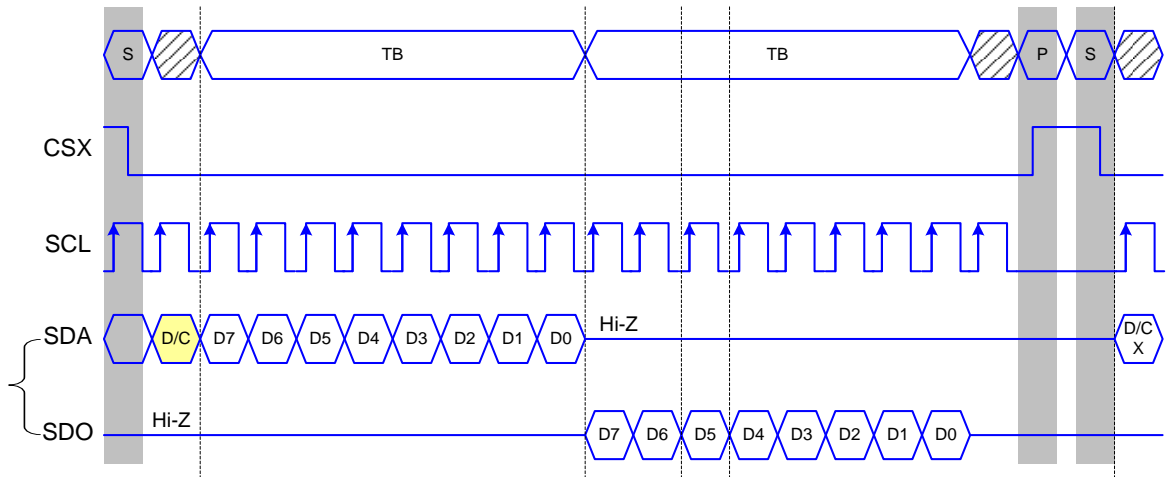 S TB TB P S
CSX
SCL
SDA D/C D7 D6 D5 D4 D3 D2 D1 D0 Hi-Z D/C
X
SDO Hi-Z D7 D6 D5 D4 D3 D2 D1 D0